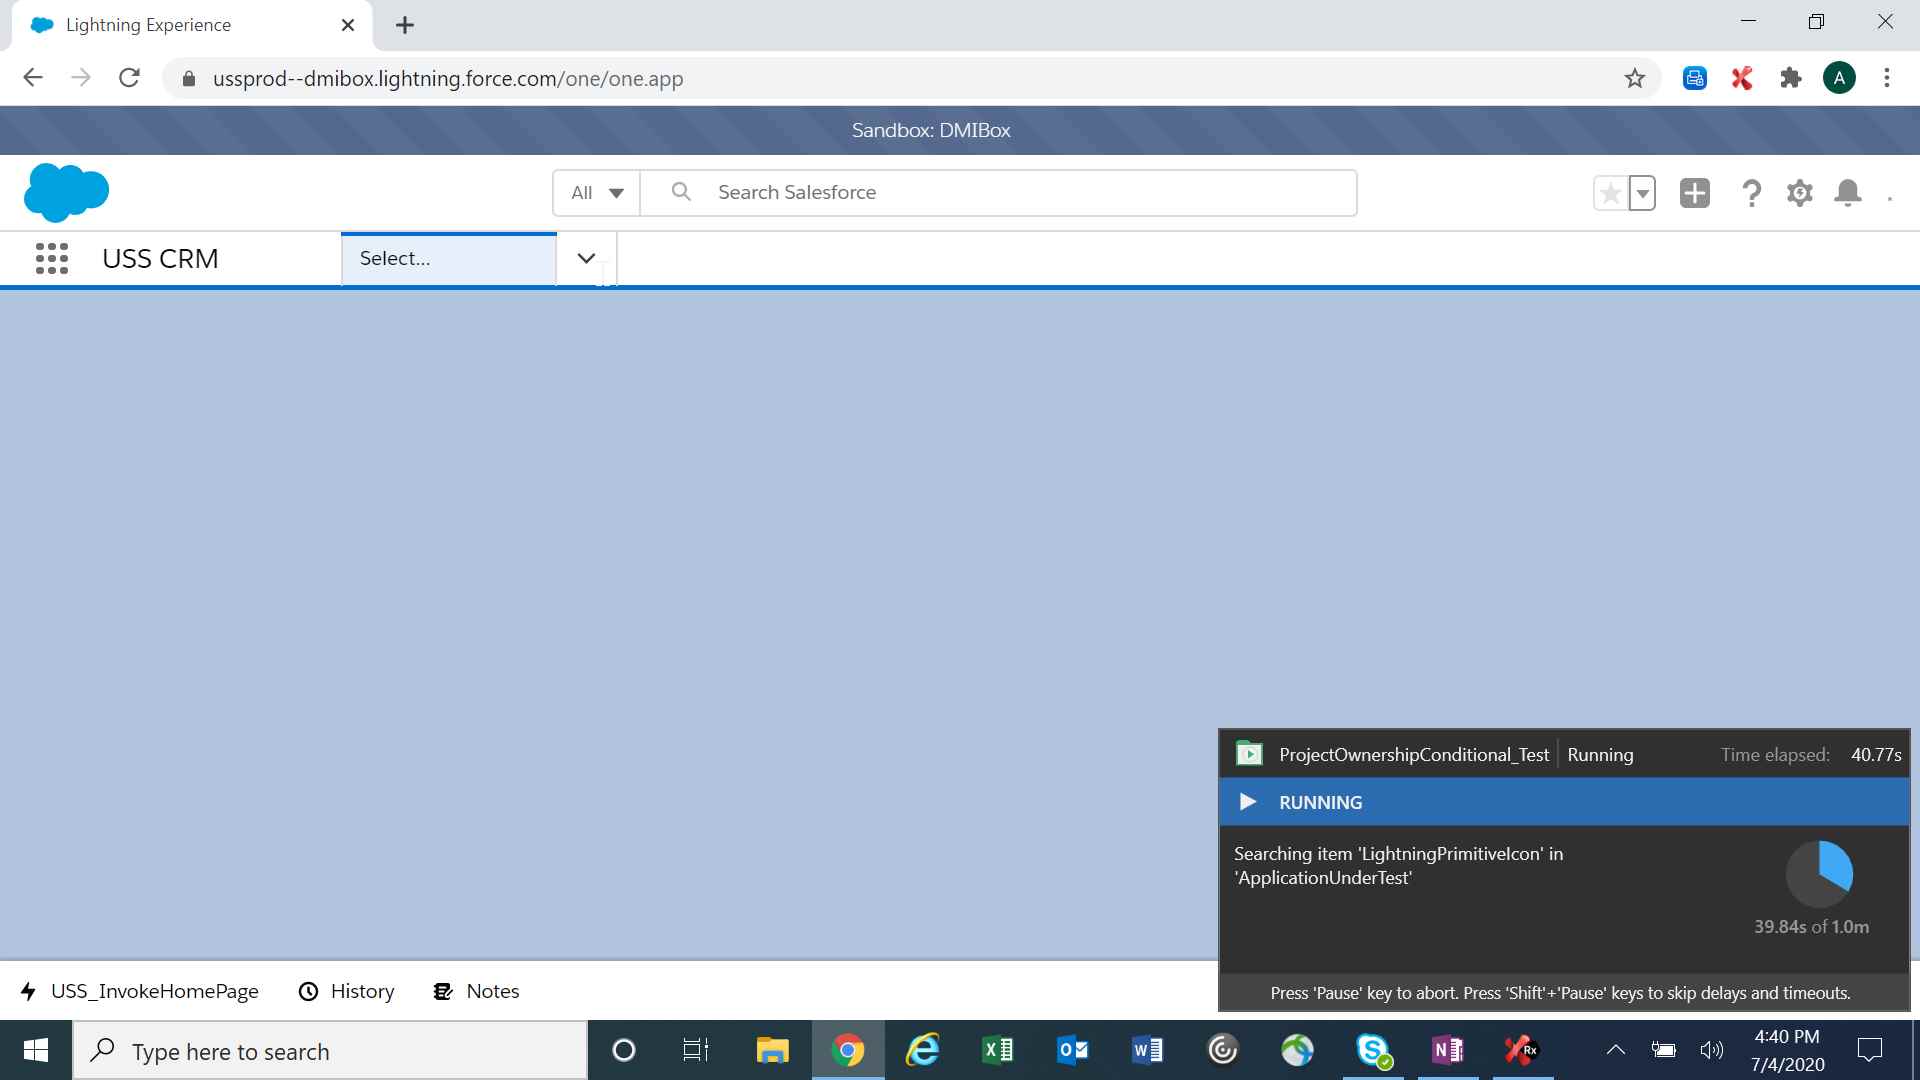 Lightning Experience
ussprod--dmibox.lightning.force.com/one/one.app
A
Sandbox: DMIBox
All
Search Salesforce
USS CRM
Select...
ProjectOwnershipConditional_Test
Running
Time elapsed:
40.77s
RUNNING
Searching item 'LightningPrimitiveIcon' in
'ApplicationUnderTest'
39.84s of 1.0m
USS_InvokeHomePage
History
Notes
Press 'Pause' key to abort. Press 'Shift'+'Pause' keys to skip delays and timeouts.
Type here to search
4:40 PM
7/4/2020